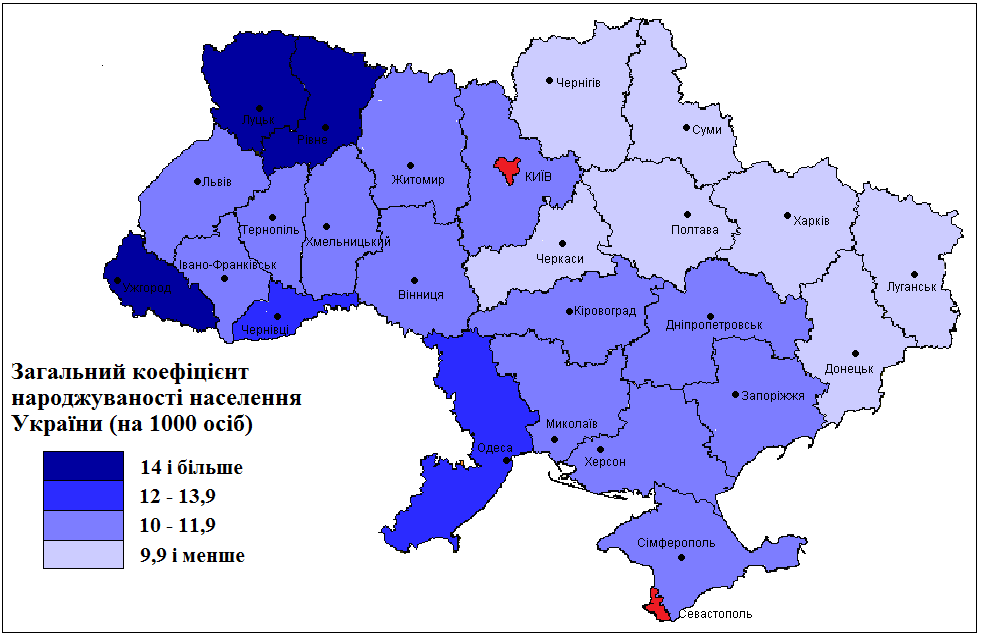 Чернігів
Луцьк
Суми
Рівне
Львів
Житомир
КИЇВ
Тернопіль
Хмельницький
Полтава
Харків
Черкаси
Івано-Франківськ
Ужгород
Вінниця
Луганськ
Кіровоград
Чернівці
Дніпропетровськ
Донецьк
Загальний коефіцієнт
народжуваності населення
України (на 1000 осіб)
Запоріжжя
Миколаїв
Одеса
Херсон
14 і більше
12 - 13,9
10 - 11,9
9,9 і менше
Сімферополь
Севастополь